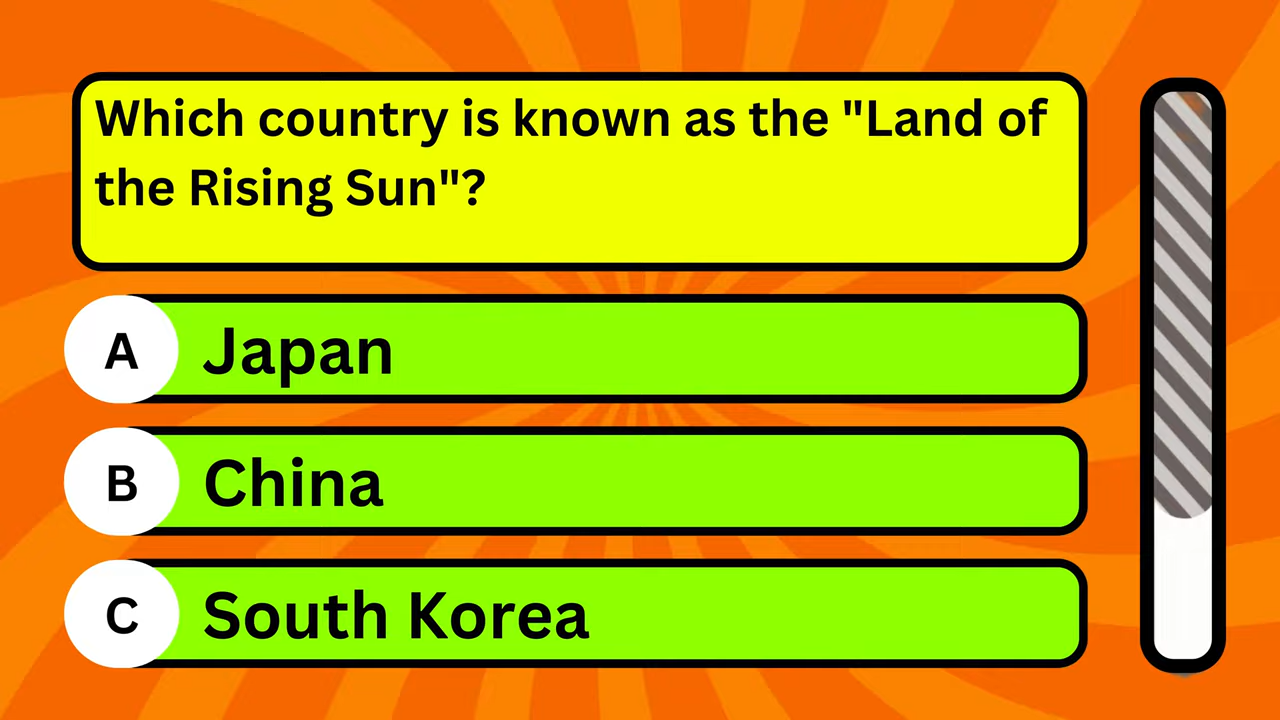 Which country is known as the "Land of
the Rising Sun"?
A Japan
B China
C South Korea